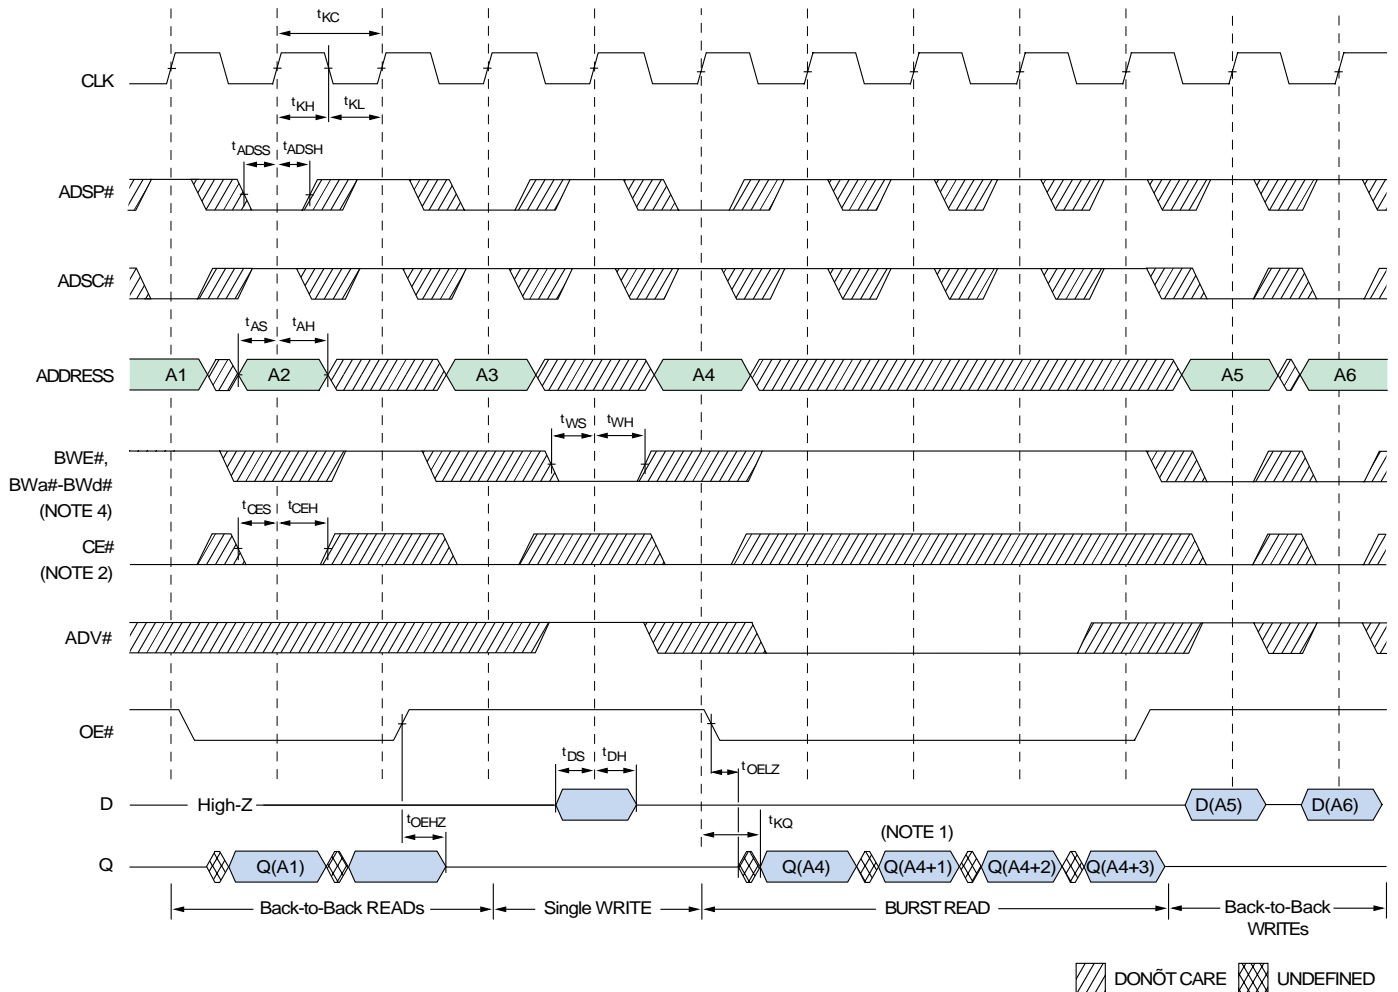 tKC
CLK
tKH
tKL
tADSS
tADSH
ADSP#
ADSC#
tAS
tAH
ADDRESS
A1
A2
A3
A4
A5
A6
tWS
tWH
BWE#,
BWa#-BWd#
(NOTE 4)
tCES
tCEH
CE#
(NOTE 2)
ADV#
OE#
tDS
tDH
tOELZ
D
High-Z
D(A5)
D(A6)
tOEHZ
tKQ
(NOTE 1)
Q
Q(A1)
Q(A4)
Q(A4+1)
Q(A4+2)
Q(A4+3)
Back-to-Back READs
Single WRITE
BURST READ
Back-to-Back
WRITEs
DONÕT CARE
UNDEFINED